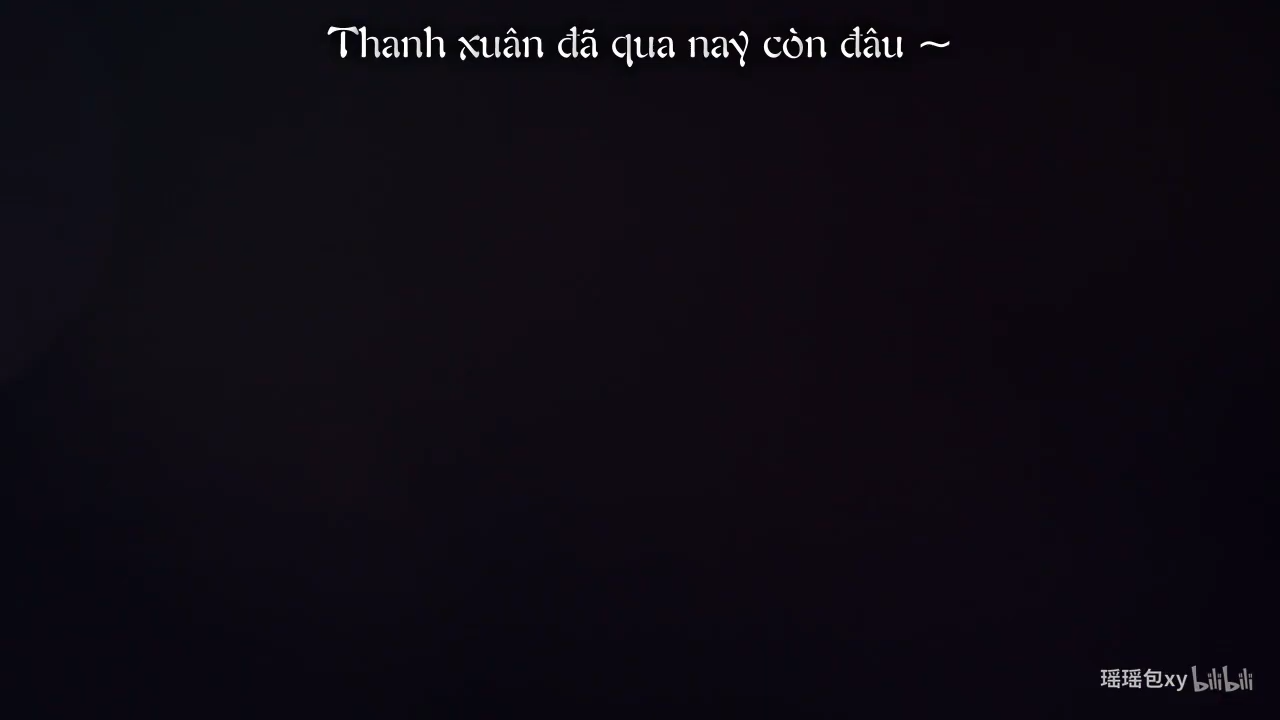 Thanh xuân đã qua nay còn đâu ~
瑶瑶包xy bilibili